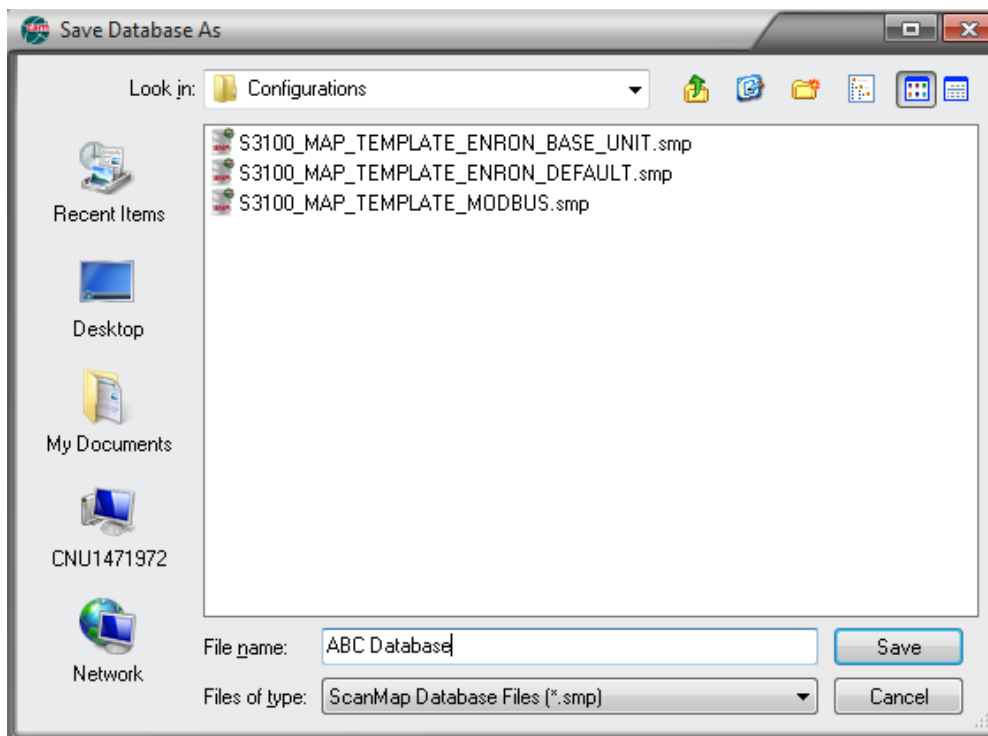 Save Database As
Look in: Configurations
S3100_MAP_TEMPLATE_ENRON_BASE_UNIT.smp
S3100_MAP_TEMPLATE_ENRON_DEFAULT.smp
S3100_MAP_TEMPLATE_MODBUS.smp
Recent Items
Desktop
My Documents
CNU1471972
Network
File name: ABC Database Save
Files of type: ScanMap Database Files (*.smp) Cancel